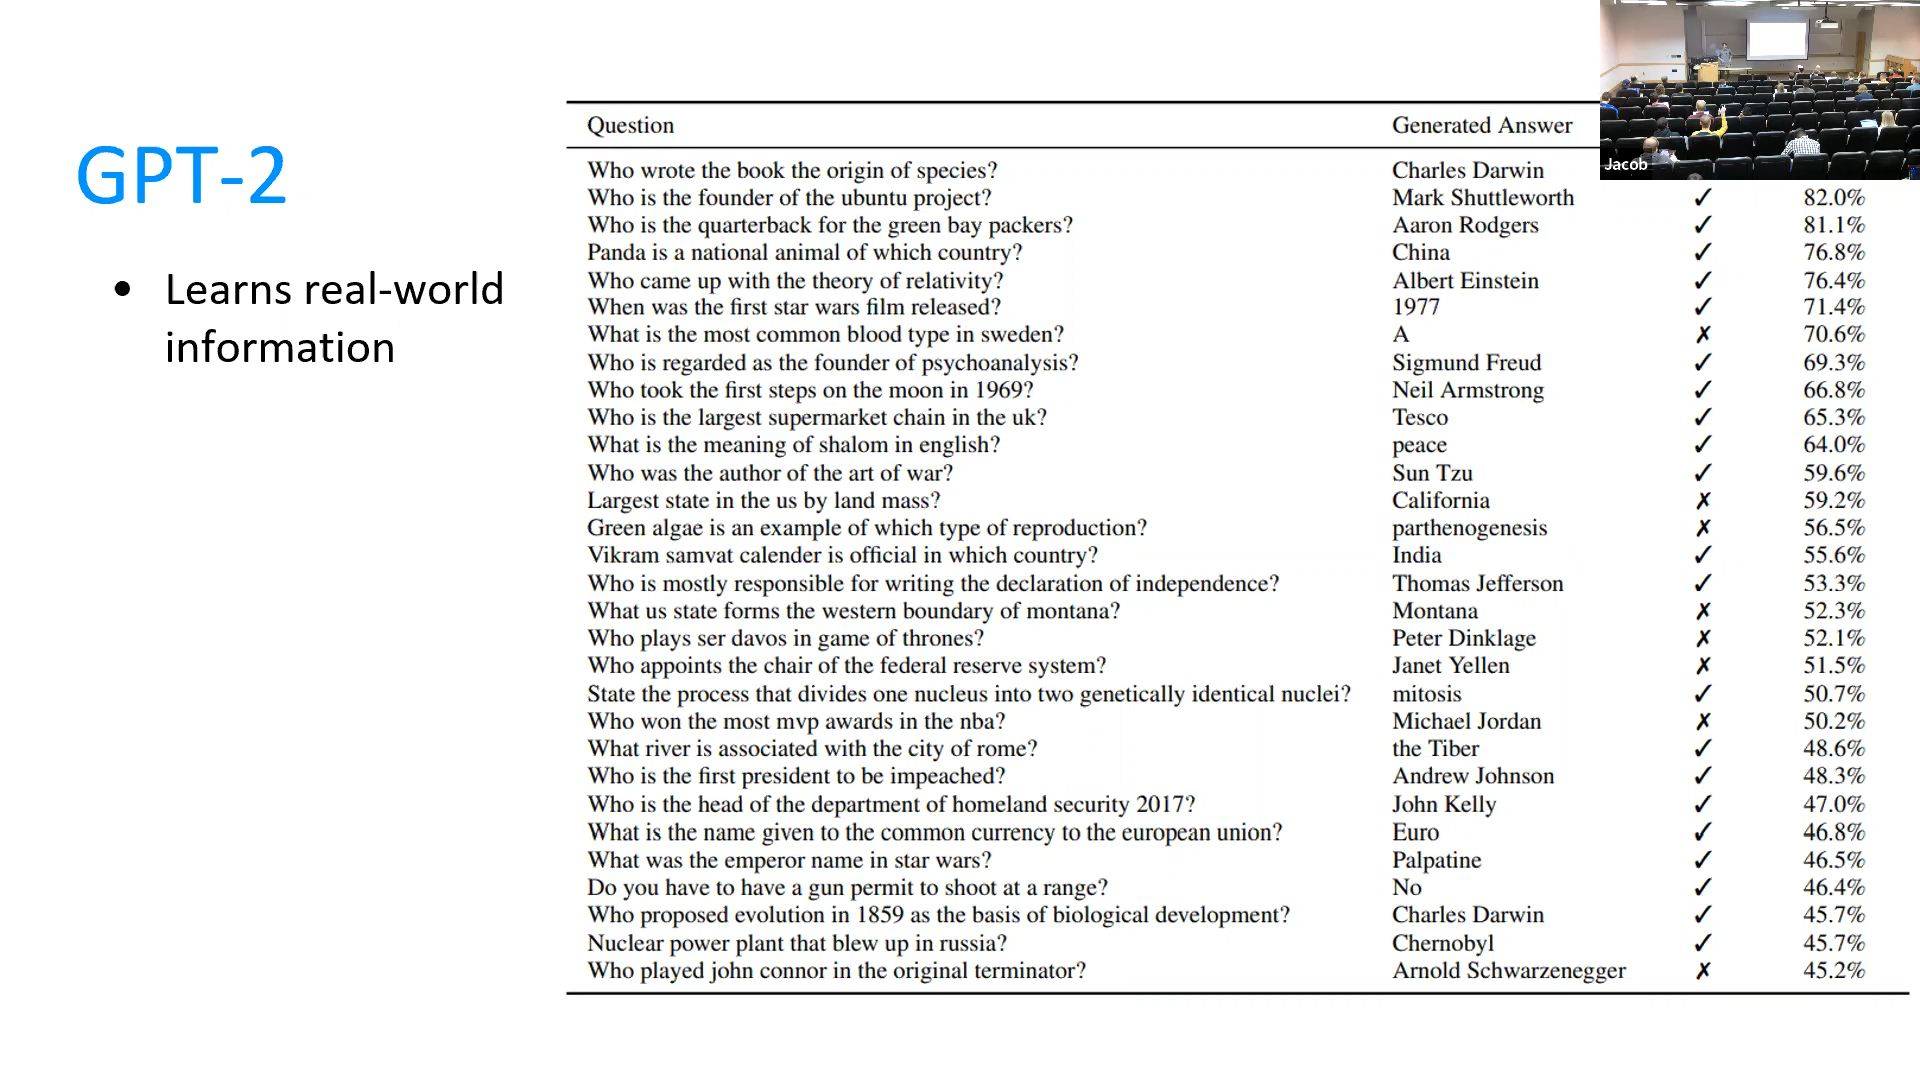 GPT-2
• Learns real-world
information
Question Generated Answer
Who wrote the book the origin of species? Charles Darwin
Who is the founder of the ubuntu project? Mark Shuttleworth ✓ 82.0%
Who is the quarterback for the green bay packers? Aaron Rodgers ✓ 81.1%
Panda is a national animal of which country? China ✓ 76.8%
Who came up with the theory of relativity? Albert Einstein ✓ 76.4%
When was the first star wars film released? 1977 ✓ 71.4%
What is the most common blood type in sweden? A ✗ 70.6%
Who is regarded as the founder of psychoanalysis? Sigmund Freud ✓ 69.3%
Who took the first steps on the moon in 1969? Neil Armstrong ✓ 66.8%
Who is the largest supermarket chain in the uk? Tesco ✓ 65.3%
What is the meaning of shalom in english? peace ✓ 64.0%
Who was the author of the art of war? Sun Tzu ✓ 59.6%
Largest state in the us by land mass? California ✗ 59.2%
Green algae is an example of which type of reproduction? parthenogenesis ✗ 56.5%
Vikram samvat calender is official in which country? India ✓ 55.6%
Who is mostly responsible for writing the declaration of independence? Thomas Jefferson ✓ 53.3%
What us state forms the western boundary of montana? Montana ✗ 52.3%
Who plays ser davos in game of thrones? Peter Dinklage ✗ 52.1%
Who appoints the chair of the federal reserve system? Janet Yellen ✗ 51.5%
State the process that divides one nucleus into two genetically identical nuclei? mitosis ✓ 50.7%
Who won the most mvp awards in the nba? Michael Jordan ✗ 50.2%
What river is associated with the city of rome? the Tiber ✓ 48.6%
Who is the first president to be impeached? Andrew Johnson ✓ 48.3%
Who is the head of the department of homeland security 2017? John Kelly ✓ 47.0%
What is the name given to the common currency to the european union? Euro ✓ 46.8%
What was the emperor name in star wars? Palpatine ✓ 46.5%
Do you have to have a gun permit to shoot at a range? No ✓ 46.4%
Who proposed evolution in 1859 as the basis of biological development? Charles Darwin ✓ 45.7%
Nuclear power plant that blew up in russia? Chernobyl ✓ 45.7%
Who played john connor in the original terminator? Arnold Schwarzenegger ✗ 45.2%
Jacob